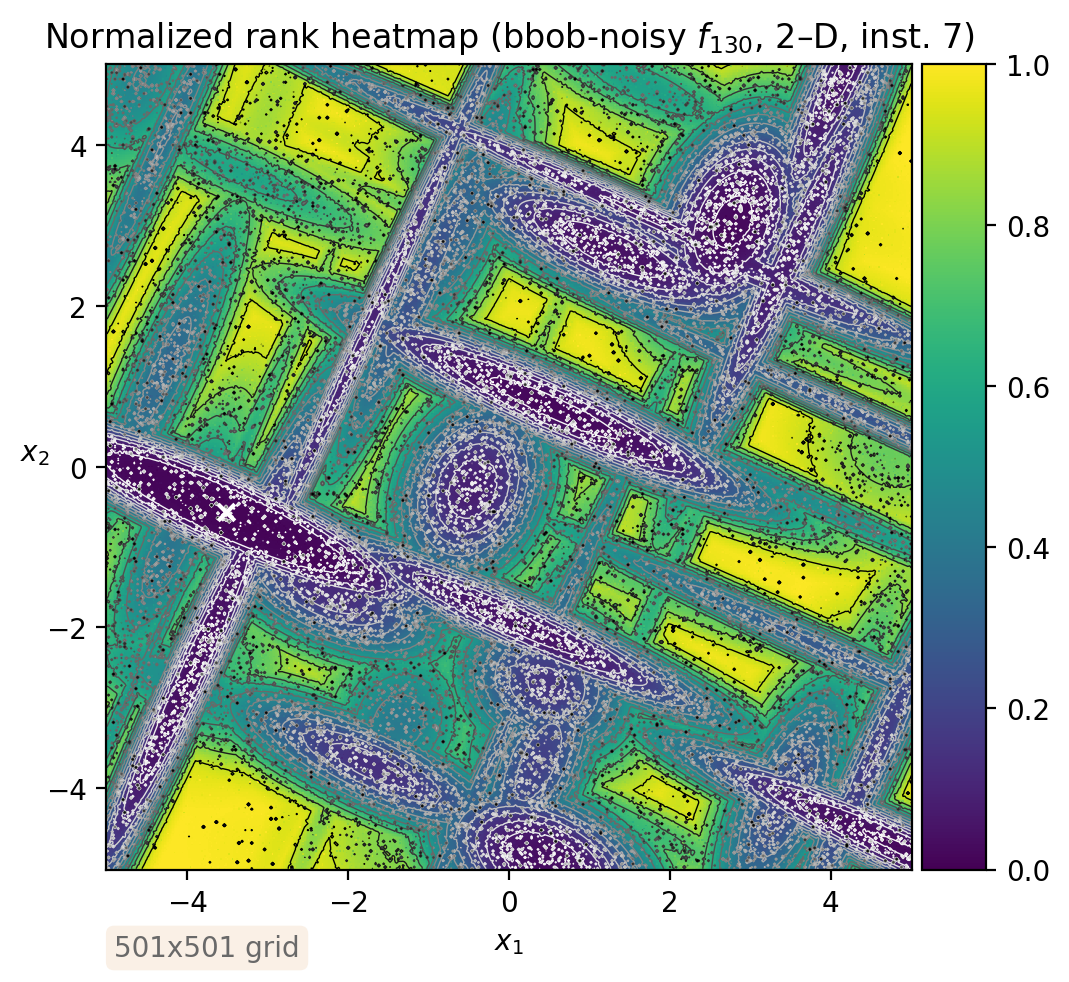 Normalized rank heatmap (bbob-noisy f130, 2–D, inst. 7)
1.0
0.8
0.6
0.4
0.2
0.0
4
2
0
−2
−4
x2
−4 −2 0 2 4
x1
501x501 grid